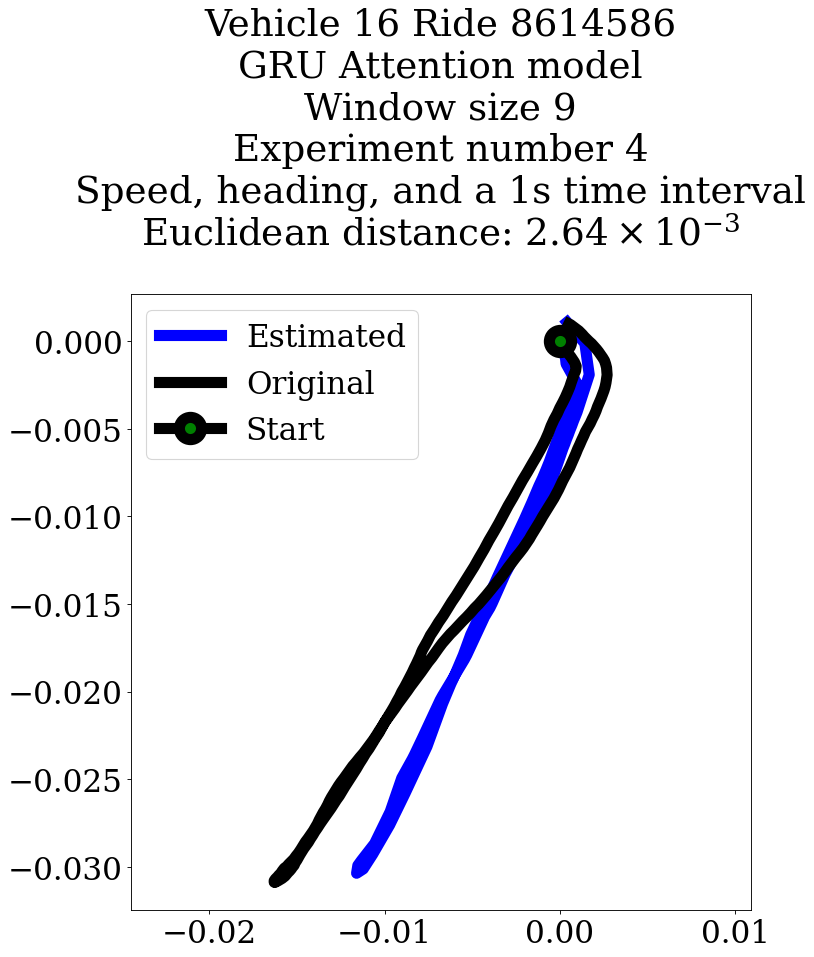 Vehicle 16 Ride 8614586
GRU Attention model
Window size 9
Experiment number 4
Speed, heading, and a 1s time interval
Euclidean distance: 2.64 × 10⁻³
Estimated
Original
Start
0.000
−0.005
−0.010
−0.015
−0.020
−0.025
−0.030
−0.02 −0.01 0.00 0.01